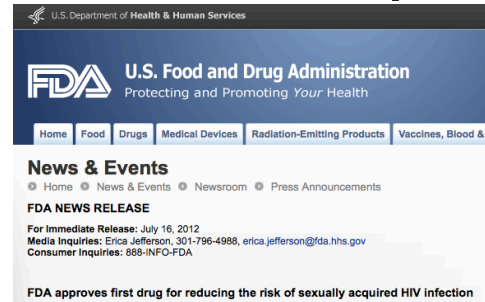 U.S. Department of Health & Human Services
FDA
U.S. Food and Drug Administration
Protecting and Promoting Your Health
Home Food Drugs Medical Devices Radiation-Emitting Products Vaccines, Blood &
News & Events
Home News & Events Newsroom Press Announcements
FDA NEWS RELEASE
For Immediate Release: July 16, 2012
Media Inquiries: Erica Jefferson, 301-796-4988, erica.jefferson@fda.hhs.gov
Consumer Inquiries: 888-INFO-FDA
FDA approves first drug for reducing the risk of sexually acquired HIV infection